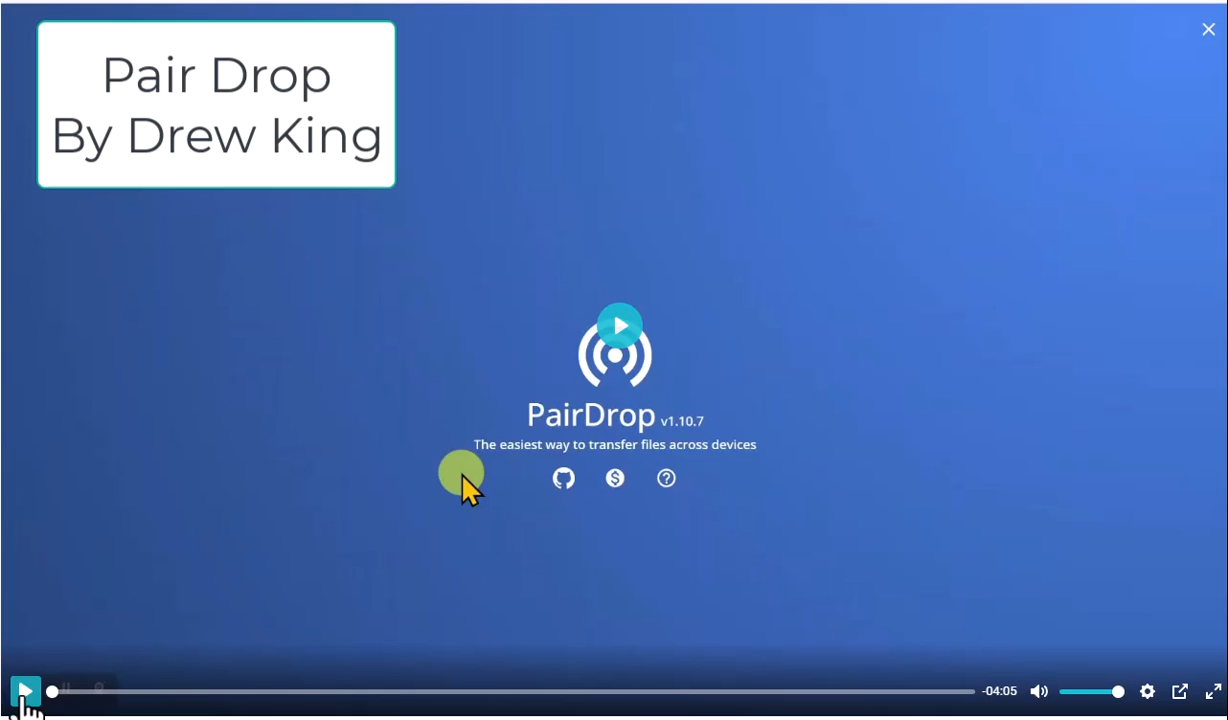 Pair Drop
By Drew King
PairDrop v1.10.7
The easiest way to transfer files across devices
-04:05